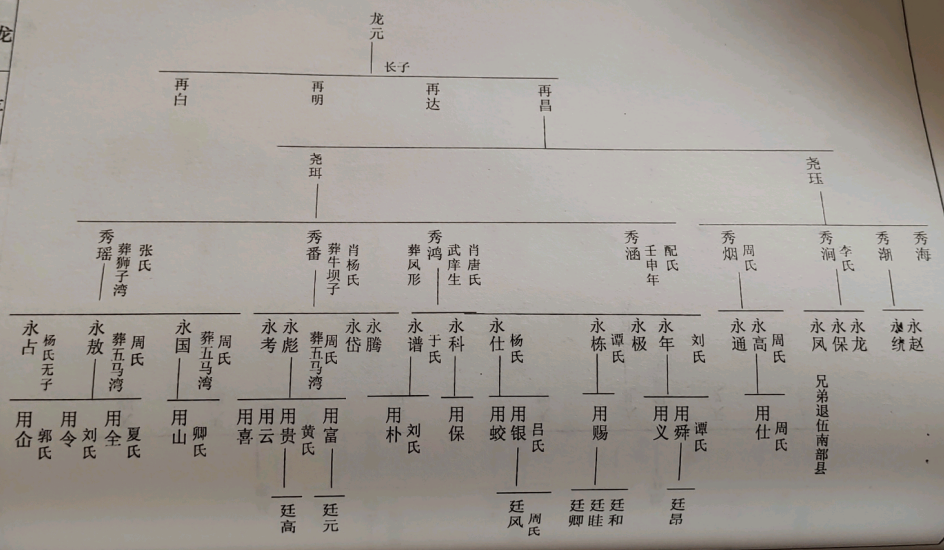 龙元
长子
再白
再明
再达
再昌
尧珥
尧珏
秀瑶
葬狮子湾
张氏
秀番
葬牛坝子
肖杨氏
葬凤形
秀鸿
武庠生
肖唐氏
秀涵
壬申年
配氏
秀烟
周氏
秀涧
李氏
秀渐
秀海
永占
杨氏无子
永敖
葬五马湾
周氏
永国
葬五马湾
周氏
永考
永彪
葬五马湾
周氏
永岱
永腾
永谱
于氏
永科
永仕
杨氏
永栋
谭氏
永极
永年
刘氏
永通
永高
周氏
永凤
永保
永龙
兄弟退伍南部县
永
永赵
用仚
郭氏
用令
刘氏
用全
夏氏
用山
卿氏
用喜
用云
用贵
黄氏
用富
用朴
刘氏
用保
用蛟
用银
吕氏
用赐
用义
用舜
谭氏
用仕
周氏
廷高
廷元
廷风
周氏
廷卿
廷眭
廷和
廷昂
龙